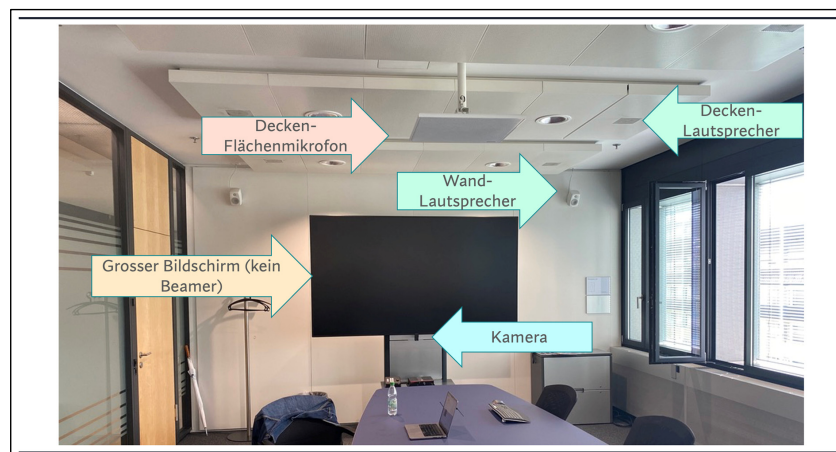 Decken-
Flächenmikrofon
Decken-
Lautsprecher
Wand-
Lautsprecher
Grosser Bildschirm (kein
Beamer)
Kamera